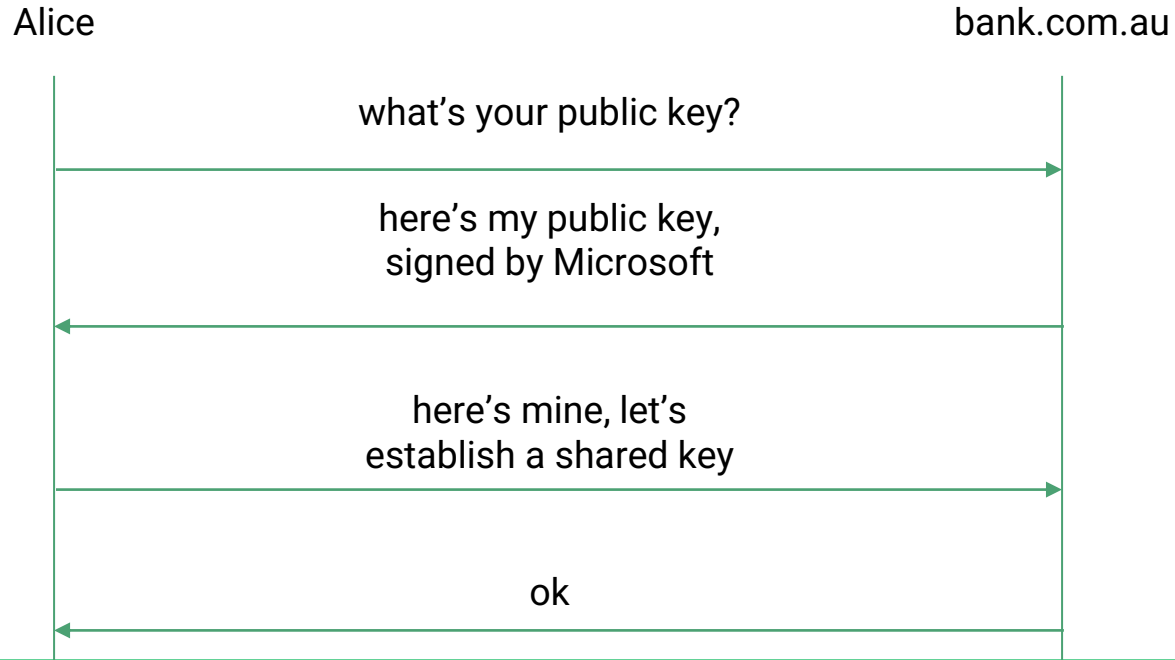 Alice
bank.com.au
what’s your public key?
here’s my public key,
signed by Microsoft
here’s mine, let’s
establish a shared key
ok